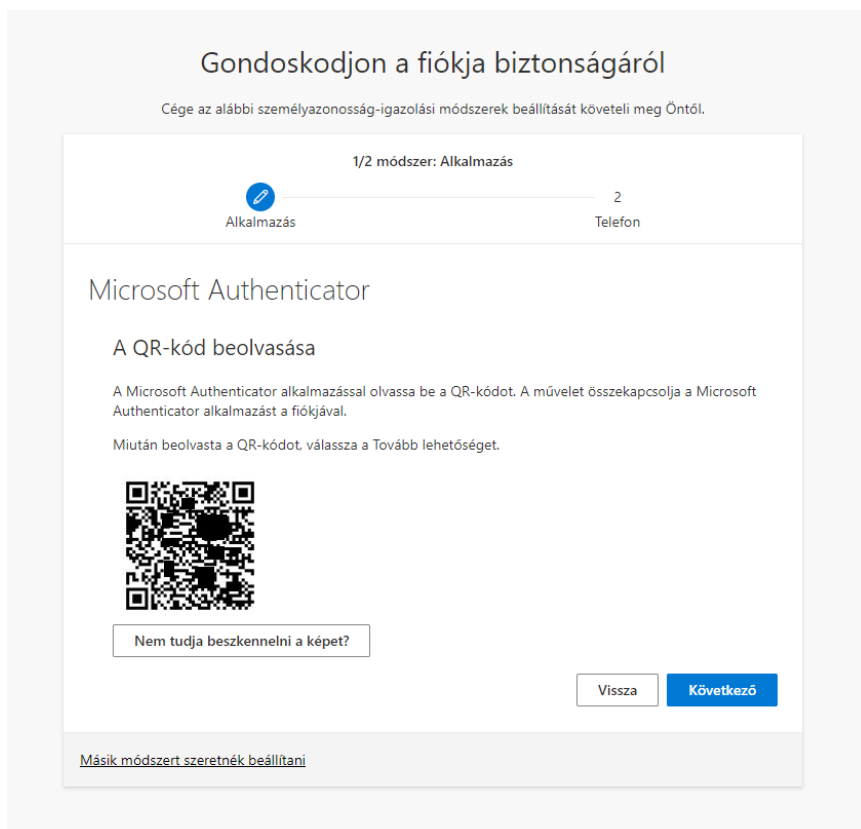 Gondoskodjon a fiókja biztonságáról
Cége az alábbi személyazonosság-igazolási módszerek beállítását követeli meg Öntől.
1/2 módszer: Alkalmazás
2
Alkalmazás
Telefon
Microsoft Authenticator
A QR-kód beolvasása
A Microsoft Authenticator alkalmazással olvassa be a QR-kódot. A művelet összekapcsolja a Microsoft
Authenticator alkalmazást a fiókjával.
Miután beolvasta a QR-kódot, válassza a Tovább lehetőséget.
Nem tudja beszkennelni a képet?
Vissza
Következő
Másik módszert szeretnék beállítani